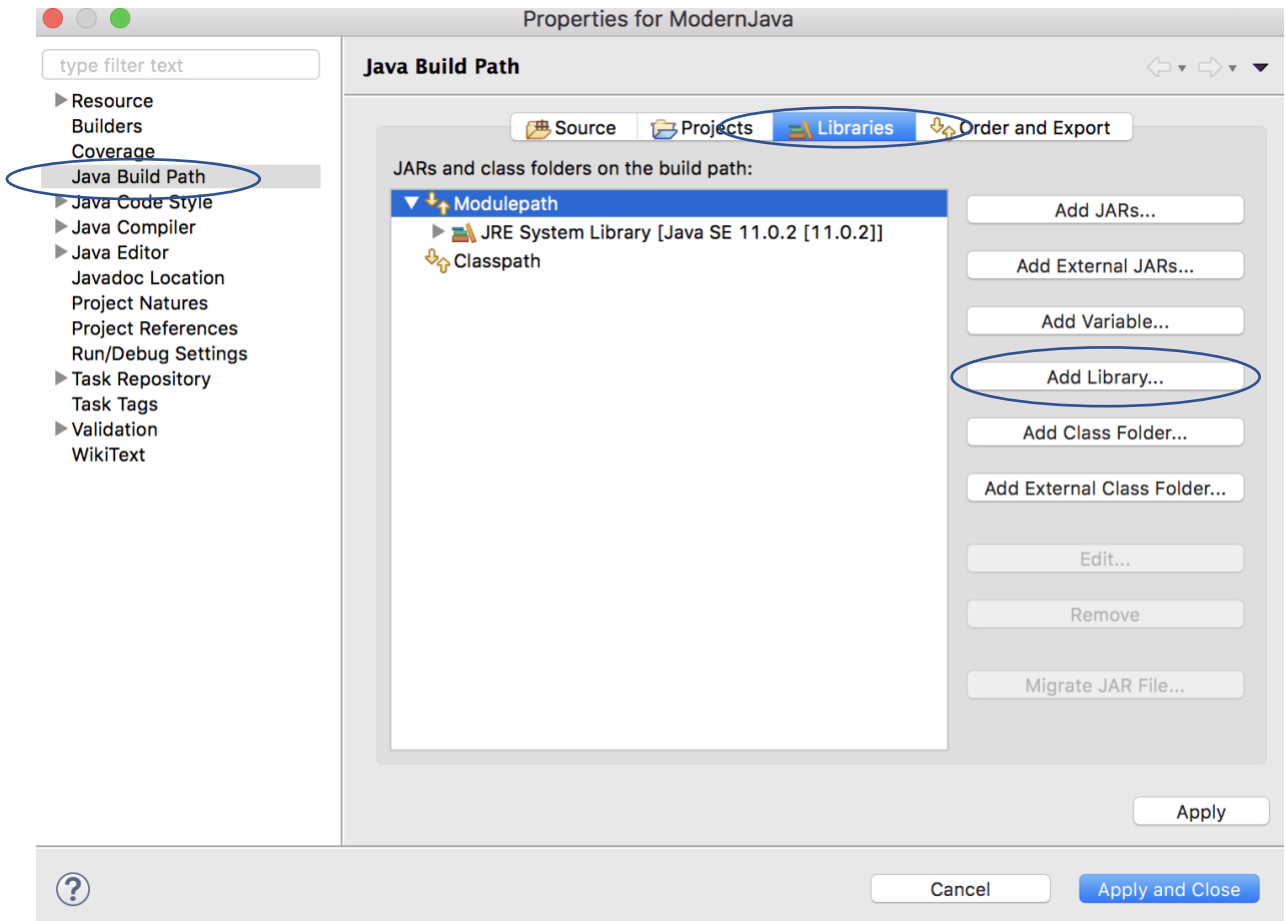 Properties for ModernJava
type filter text
Resource
Builders
Coverage
Java Build Path
Java Code Style
Java Compiler
Java Editor
Javadoc Location
Project Natures
Project References
Run/Debug Settings
Task Repository
Task Tags
Validation
WikiText
Java Build Path
Source Projects Libraries Order and Export
JARs and class folders on the build path:
Modulepath
JRE System Library [Java SE 11.0.2 [11.0.2]]
Classpath
Add JARs...
Add External JARs...
Add Variable...
Add Library...
Add Class Folder...
Add External Class Folder...
Edit...
Remove
Migrate JAR File...
Apply
?
Cancel Apply and Close